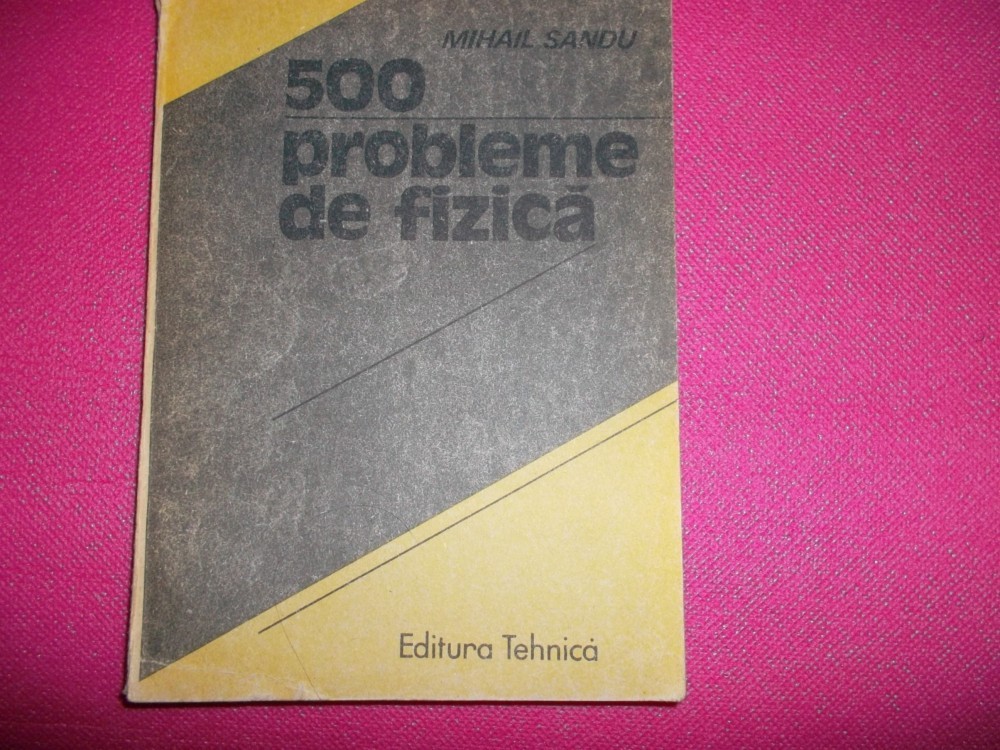 MIHAIL SANDU
500
probleme
de fizică
Editura Tehnică